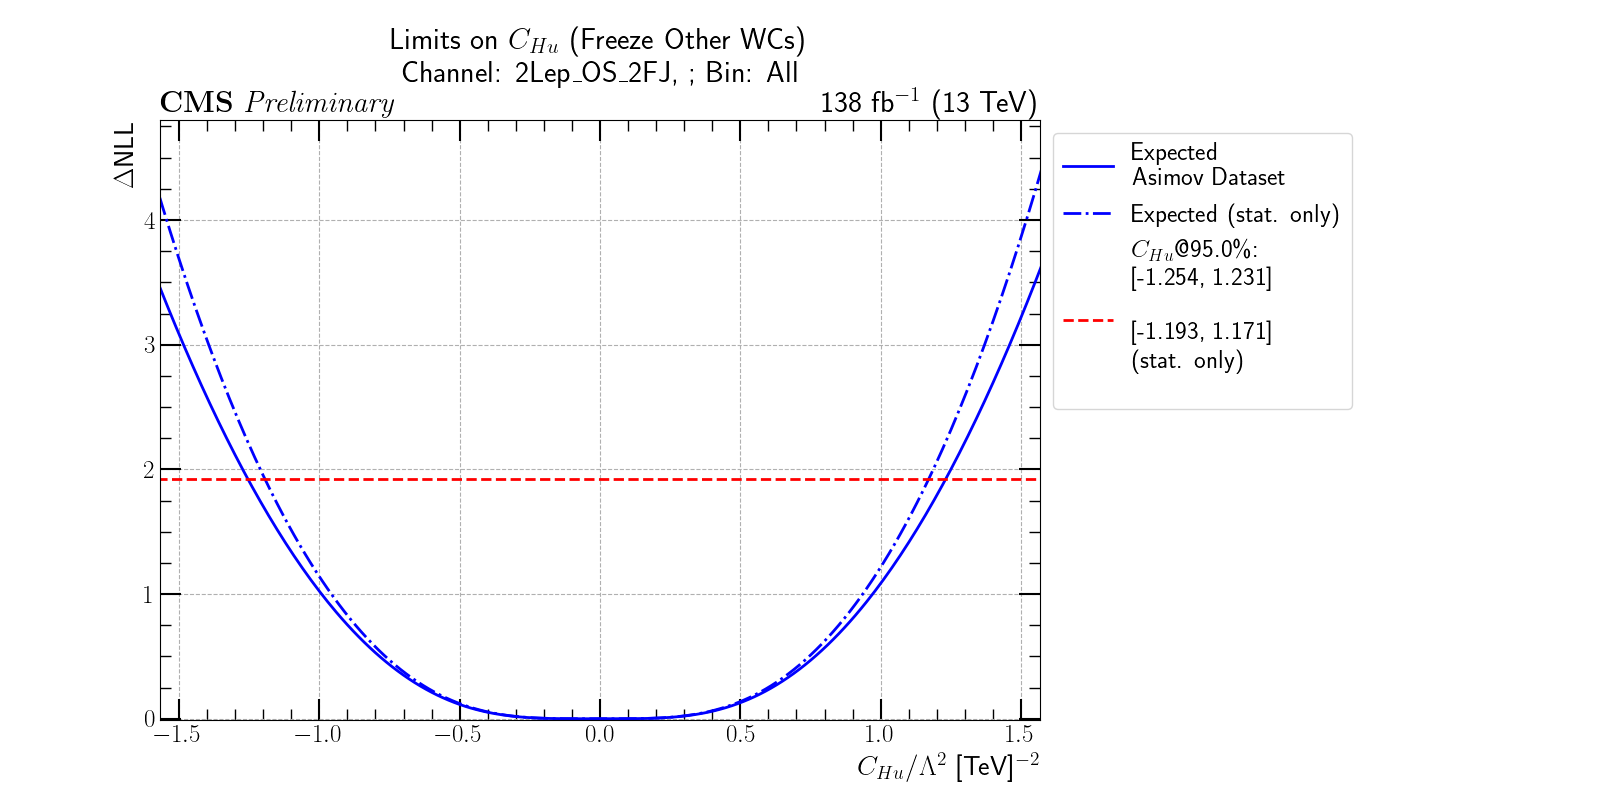 Limits on C_{Hu} (Freeze Other WCs)
Channel: 2Lep_OS_2FJ, ; Bin: All
CMS Preliminary
138 fb^{−1} (13 TeV)
ΔNLL
4
3
2
1
0
−1.5
−1.0
−0.5
0.0
0.5
1.0
1.5
C_{Hu}/Λ^2 [TeV]^{−2}
Expected
Asimov Dataset
Expected (stat. only)
C_{Hu}@95.0%:
[-1.254, 1.231]
[-1.193, 1.171]
(stat. only)